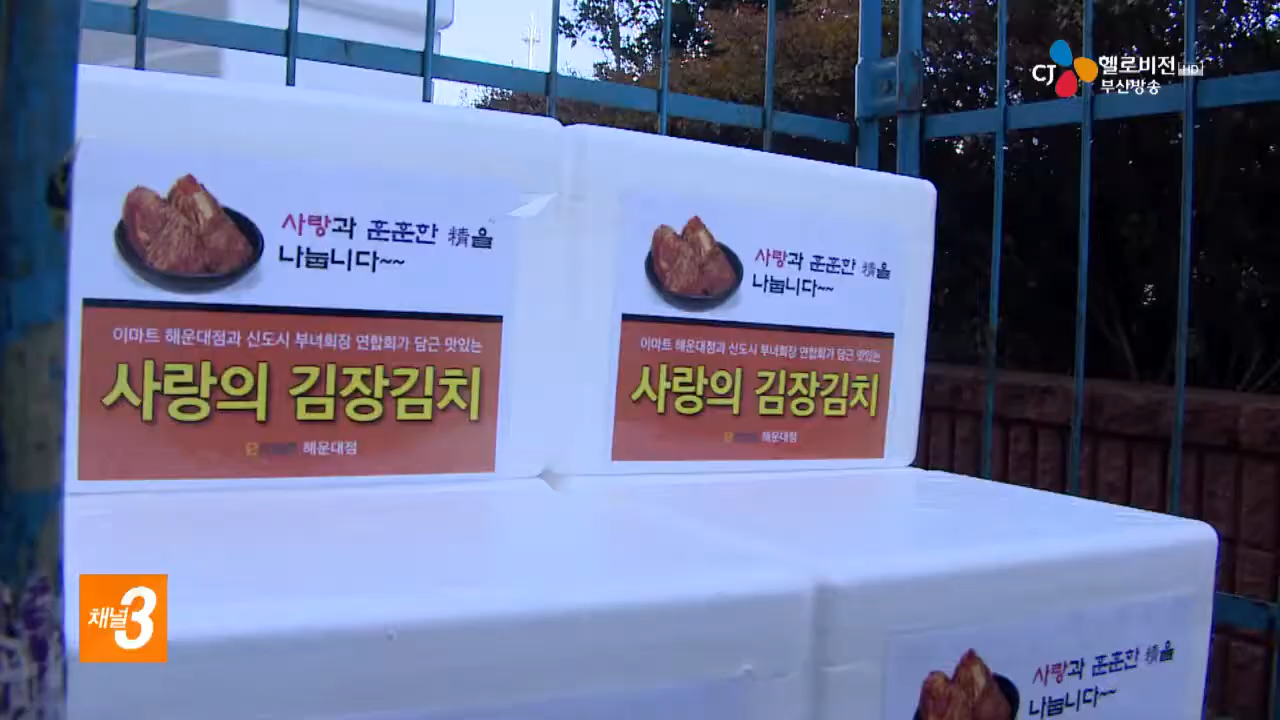 CJ 헬로비전 HD
부산방송
사랑과 훈훈한 精을
나눕니다~~
이마트 해운대점과 신도시 부녀회장 연합회가 담근 맛있는
사랑의 김장김치
해운대점
사랑과 훈훈한 精을
나눕니다~~
이마트 해운대점과 신도시 부녀회장 연합회가 담근 맛있는
사랑의 김장김치
해운대점
사랑과 훈훈한 精을
나눕니다~~
채널3